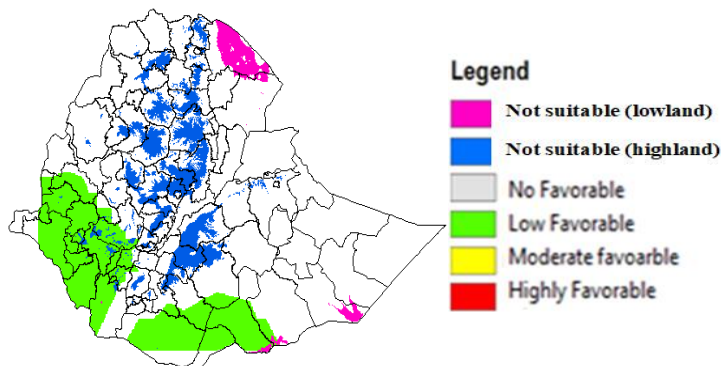 Legend
Not suitable (lowland)
Not suitable (highland)
No Favorable
Low Favorable
Moderate favoarble
Highly Favorable